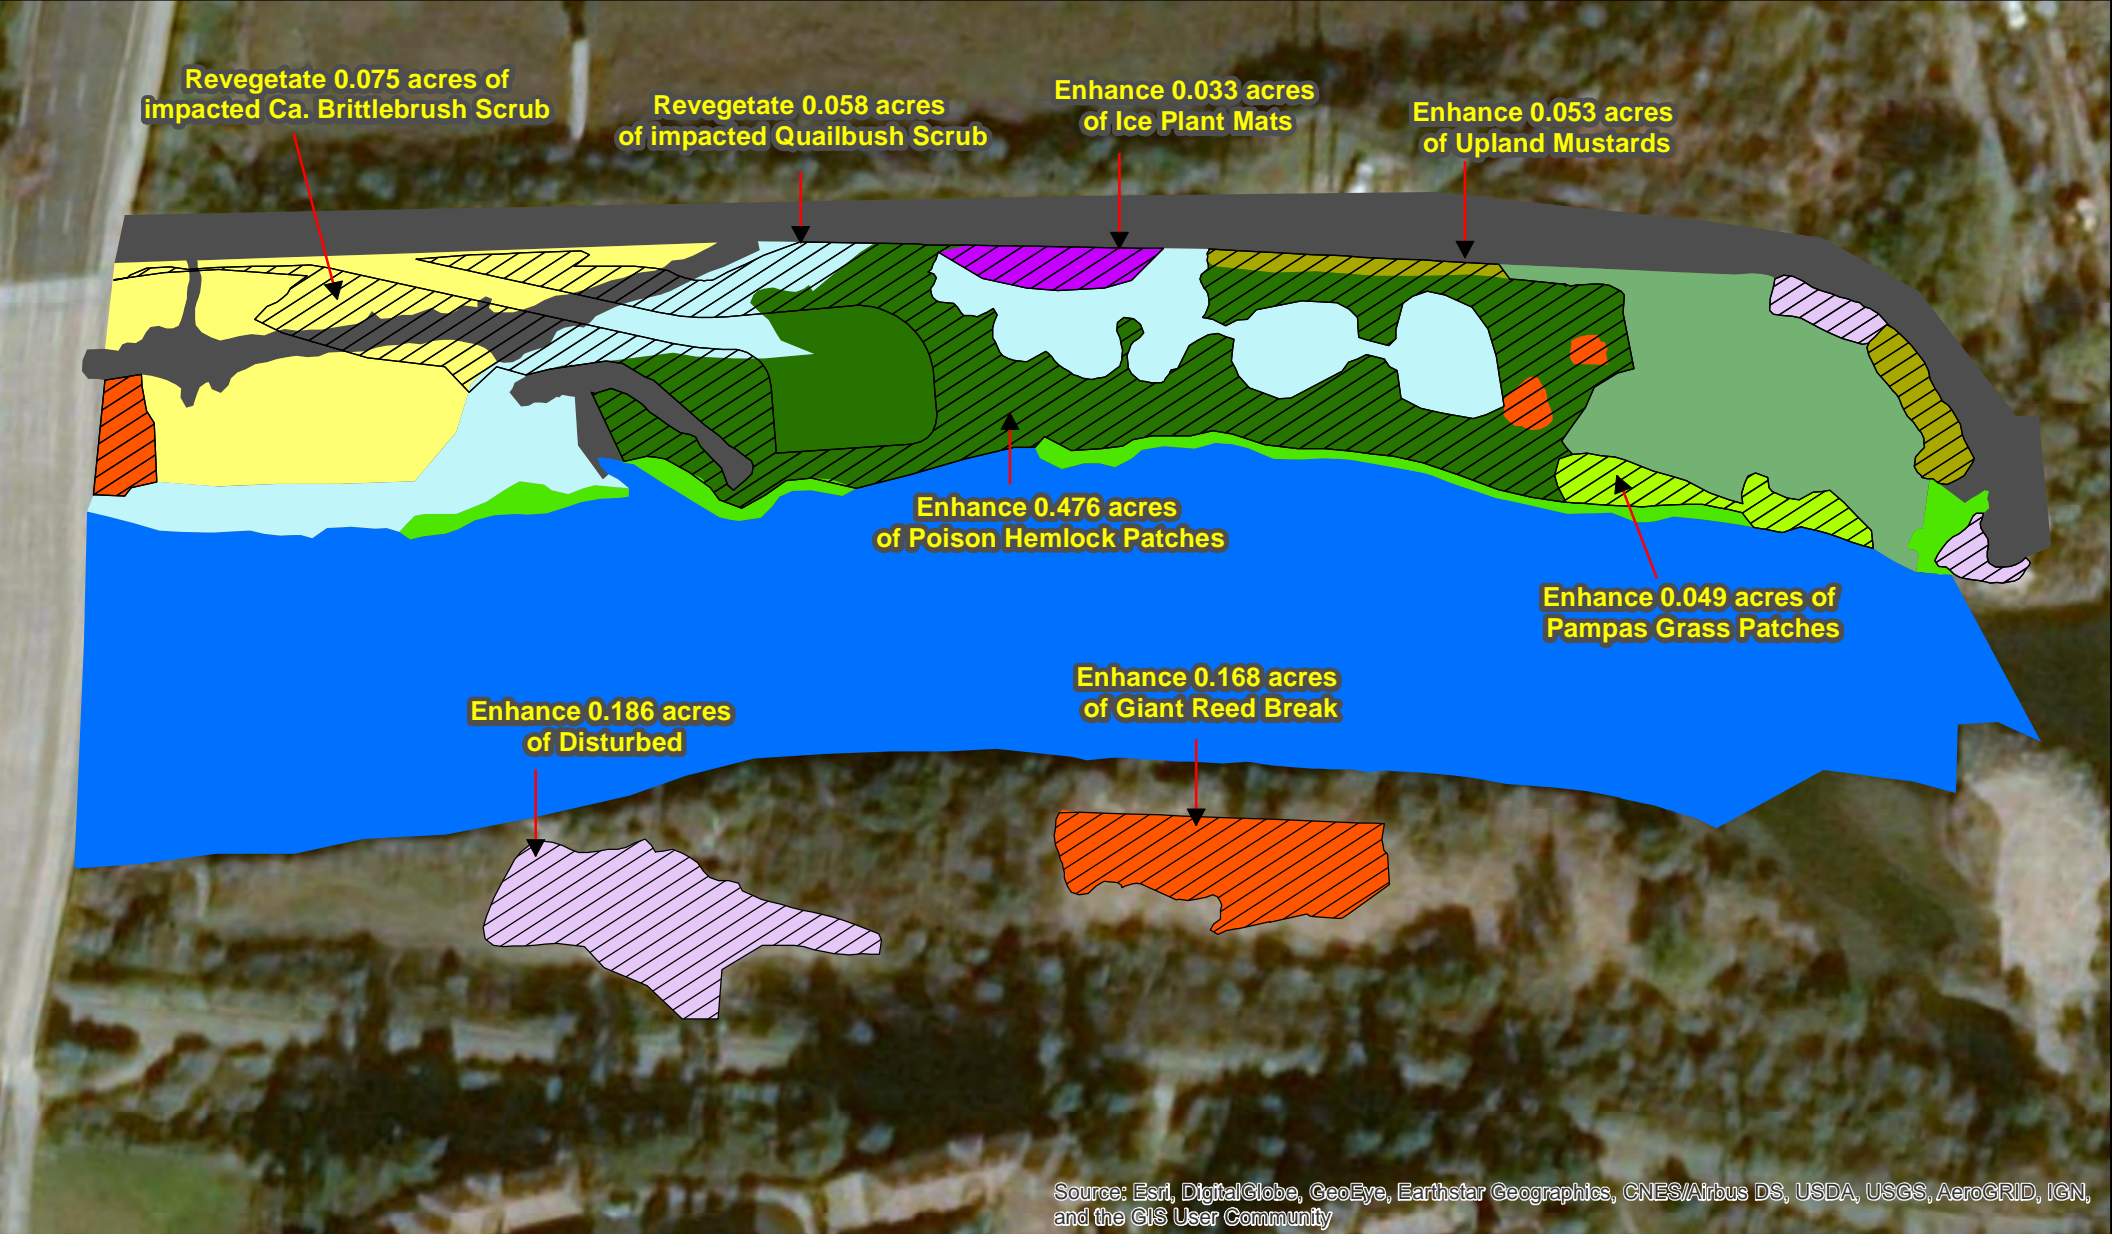 Revegetate 0.075 acres of
impacted Ca. Brittlebrush Scrub
Revegetate 0.058 acres
of impacted Quailbush Scrub
Enhance 0.033 acres
of Ice Plant Mats
Enhance 0.053 acres
of Upland Mustards
Enhance 0.476 acres
of Poison Hemlock Patches
Enhance 0.049 acres of
Pampas Grass Patches
Enhance 0.186 acres
of Disturbed
Enhance 0.168 acres
of Giant Reed Break
Source: Esri, DigitalGlobe, GeoEye, Earthstar Geographics, CNES/Airbus DS, USDA, USGS, AeroGRID, IGN,
and the GIS User Community